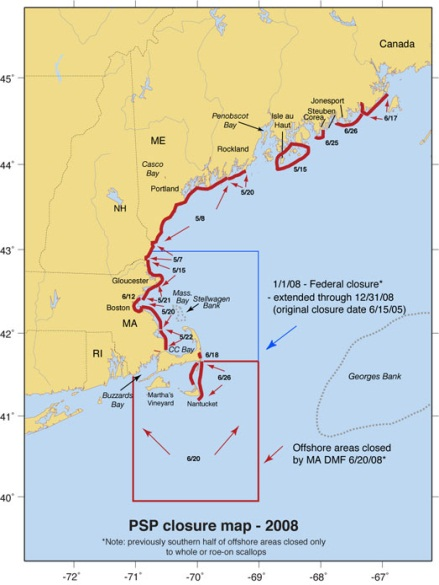 Canada
45˚
Jonesport
Steuben
Corea
Isle au
Haut
Penobscot
Bay
6/17
6/26
6/25
ME
Rockland
5/15
44˚
Casco
Bay
Portland
5/20
NH
5/8
43˚
5/7
5/15
Gloucester
6/12
5/21
Mass.
Bay
Stellwagen
Bank
Boston
5/20
MA
1/1/08 - Federal closure*
- extended through 12/31/08
(original closure date 6/15/05)
42˚
5/22
CC Bay
RI
6/18
6/26
Georges Bank
Buzzards
Bay
Martha's
Vineyard
Nantucket
41˚
Offshore areas closed
by MA DMF 6/20/08*
6/20
40˚
PSP closure map - 2008
*Note: previously southern half of offshore areas closed only
to whole or roe-on scallops
-72˚
-71˚
-70˚
-69˚
-68˚
-67˚